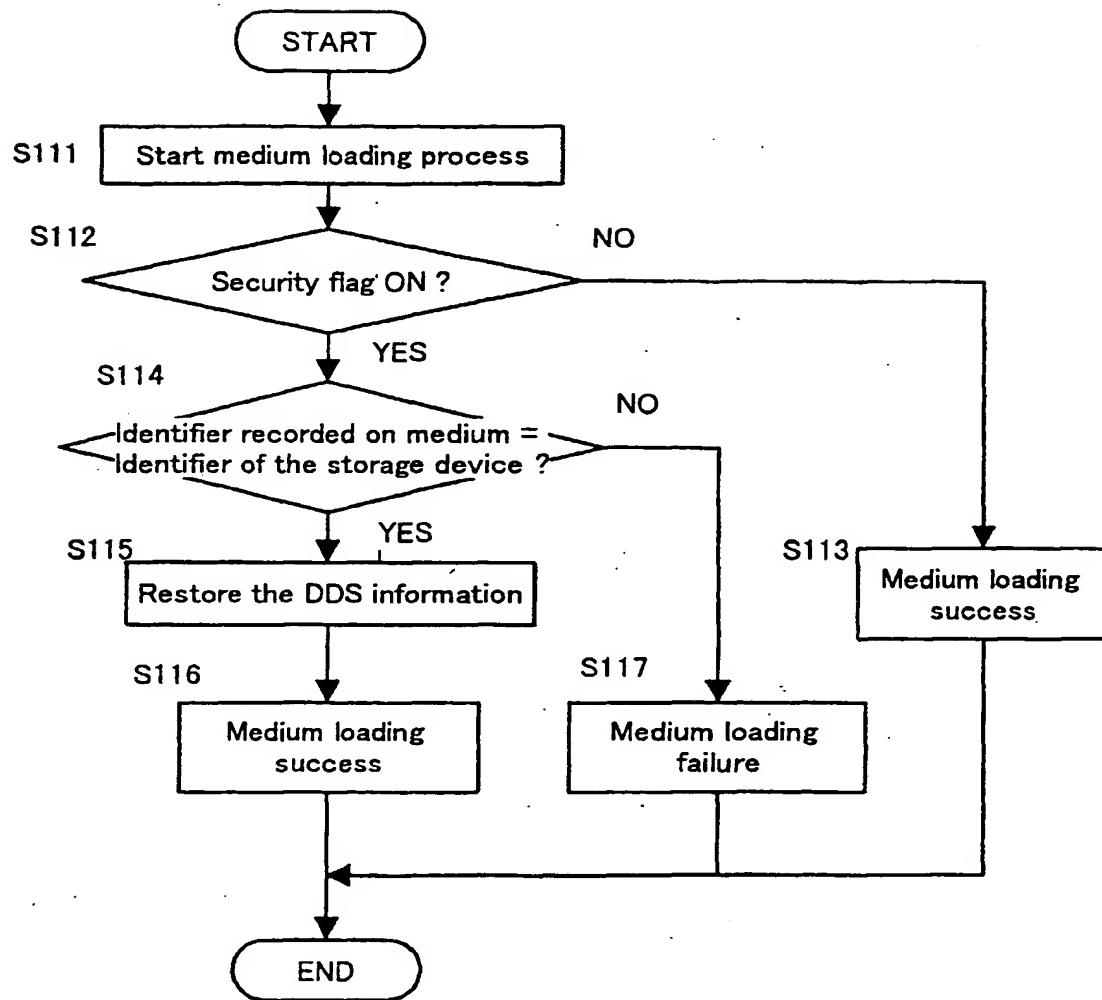 START
S111
Start medium loading process
S112
NO
Security flag ON ?
YES
S114
NO
Identifier recorded on medium =
Identifier of the storage device ?
YES
S115
S113
Restore the DDS information
Medium loading
success
S116
S117
Medium loading
success
Medium loading
failure
END